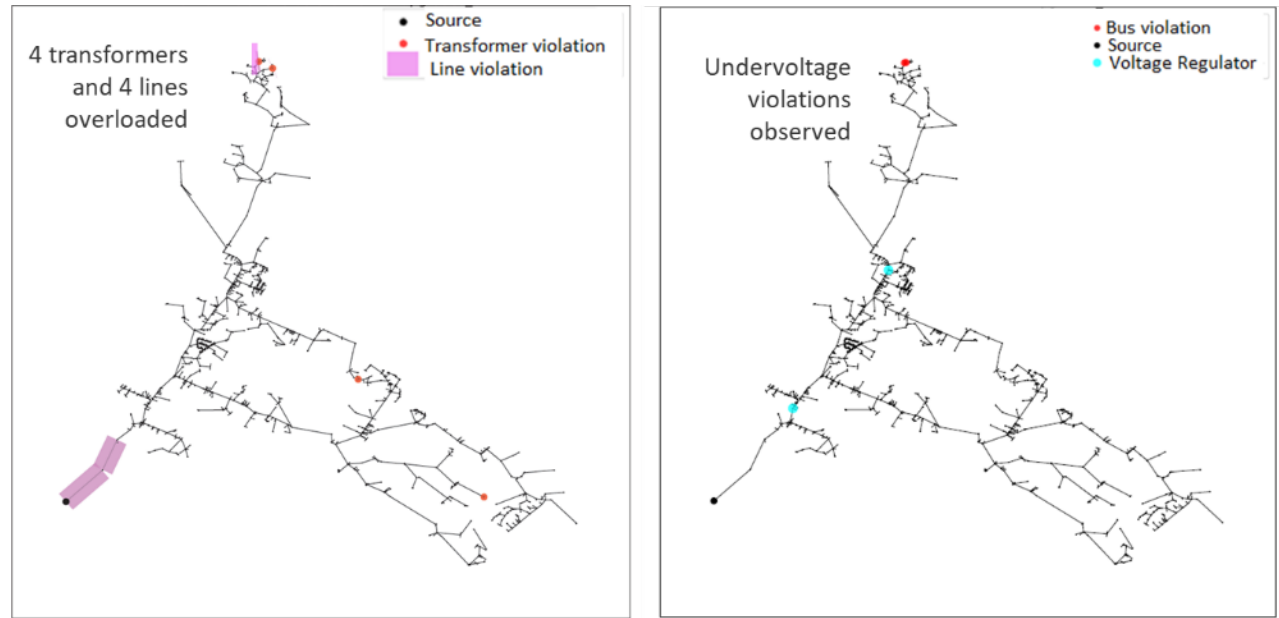 Source
Transformer violation
Line violation
4 transformers
and 4 lines
overloaded
Bus violation
Source
Voltage Regulator
Undervoltage
violations
observed